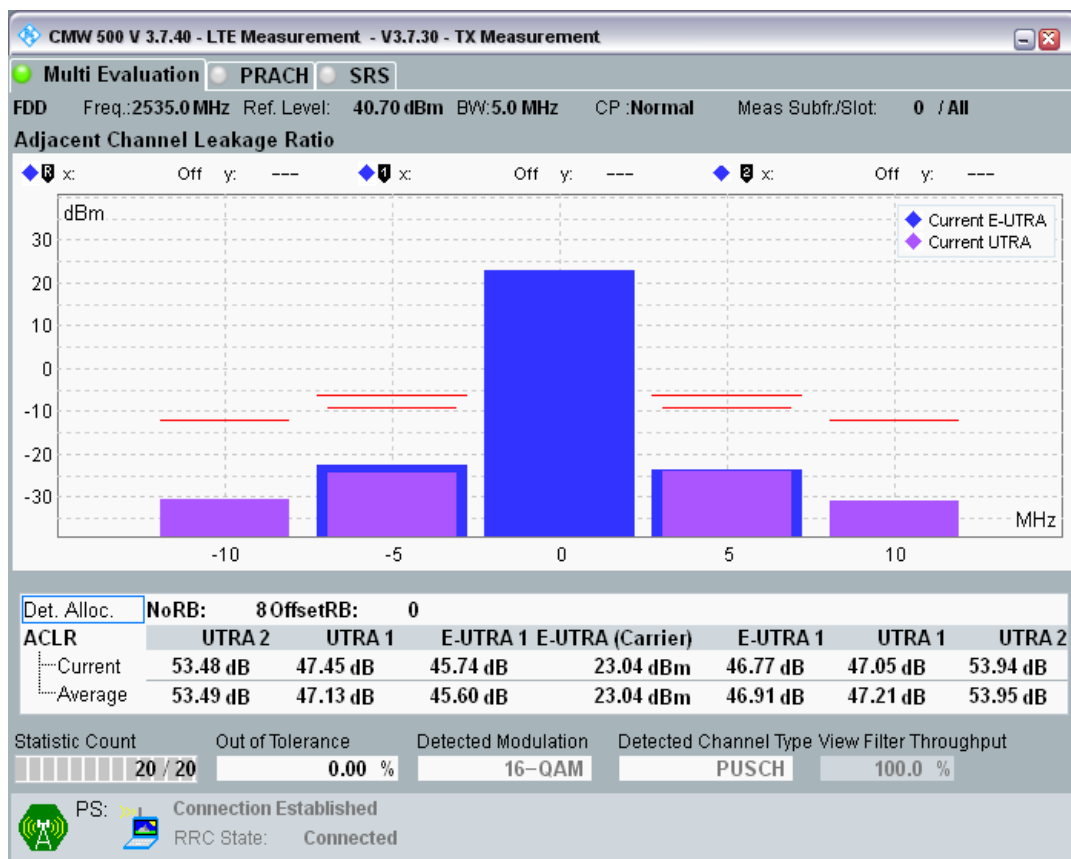 CMW 500 V 3.7.40 - LTE Measurement - V3.7.30 - TX Measurement
Multi Evaluation PRACH SRS
FDD Freq.:2535.0 MHz Ref. Level: 40.70 dBm BW:5.0 MHz CP :Normal Meas Subfr./Slot: 0 / All
Adjacent Channel Leakage Ratio
R x: Off y: --- 1 x: Off y: --- 2 x: Off y: ---
dBm
Current E-UTRA
Current UTRA
30
20
10
0
-10
-20
-30
MHz
-10 -5 0 5 10
Det. Alloc. NoRB: 8 OffsetRB: 0
ACLR UTRA 2 UTRA 1 E-UTRA 1 E-UTRA (Carrier) E-UTRA 1 UTRA 1 UTRA 2
Current 53.48 dB 47.45 dB 45.74 dB 23.04 dBm 46.77 dB 47.05 dB 53.94 dB
Average 53.49 dB 47.13 dB 45.60 dB 23.04 dBm 46.91 dB 47.21 dB 53.95 dB
Statistic Count Out of Tolerance Detected Modulation Detected Channel Type View Filter Throughput
20 / 20 0.00 % 16-QAM PUSCH 100.0 %
PS: Connection Established
RRC State: Connected